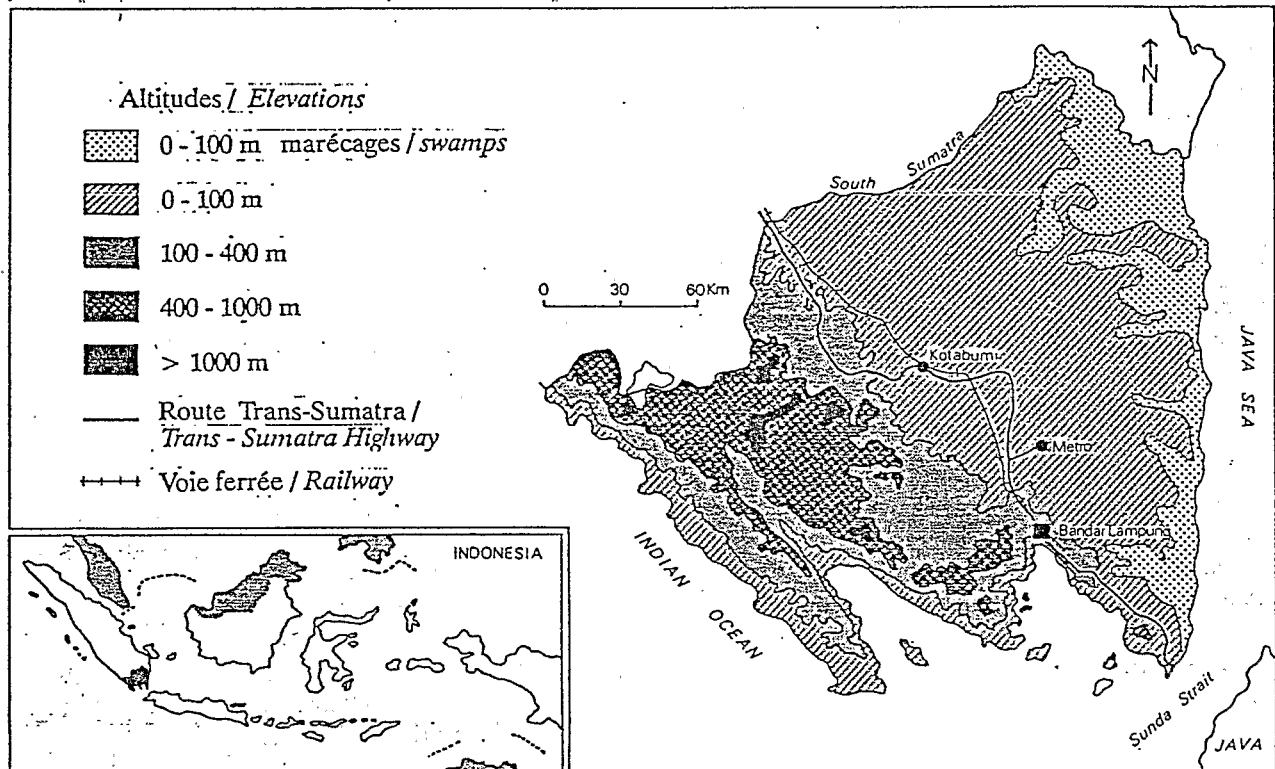 Altitudes / Elevations
0 - 100 m marécages / swamps
0 - 100 m
100 - 400 m
400 - 1000 m
> 1000 m
Route Trans-Sumatra /
Trans - Sumatra Highway
Voie ferrée / Railway
INDONESIA
N
South Sumatra
0 30 60 Km
Kotabumi
Metro
Bandar Lampung
JAVA SEA
INDIAN OCEAN
Sunda Strait
JAVA